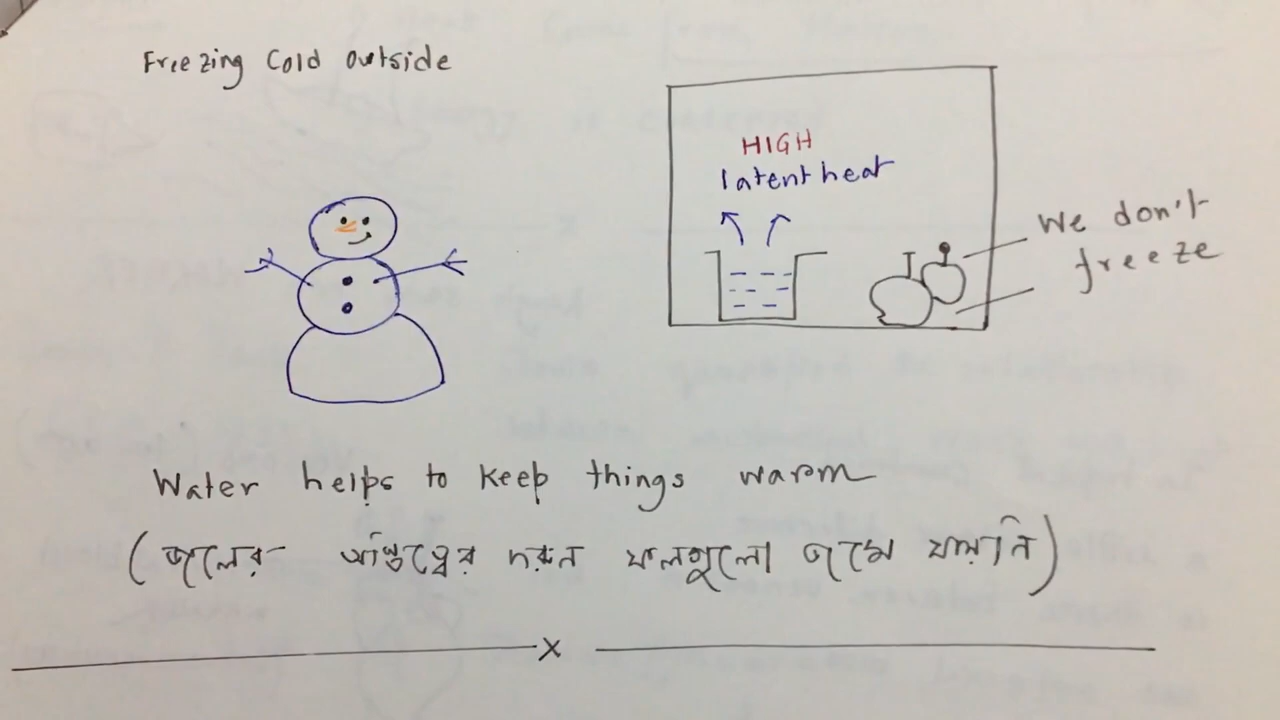 Freezing Cold outside
HIGH
latent heat
We don't
freeze
Water helps to keep things warm
(জলের অস্তিত্বের দরুন ফলগুলো জমে যায়নি)
x